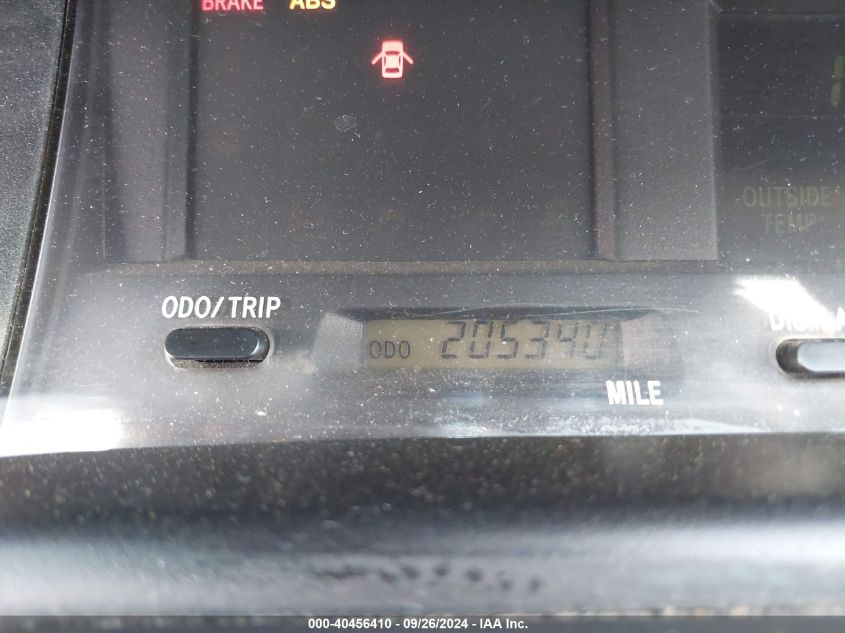 BRAKE ABS
OUTSIDE
TEMP
ODO/TRIP
ODO 205340
MILE
000-40456410 - 09/26/2024 - IAA Inc.